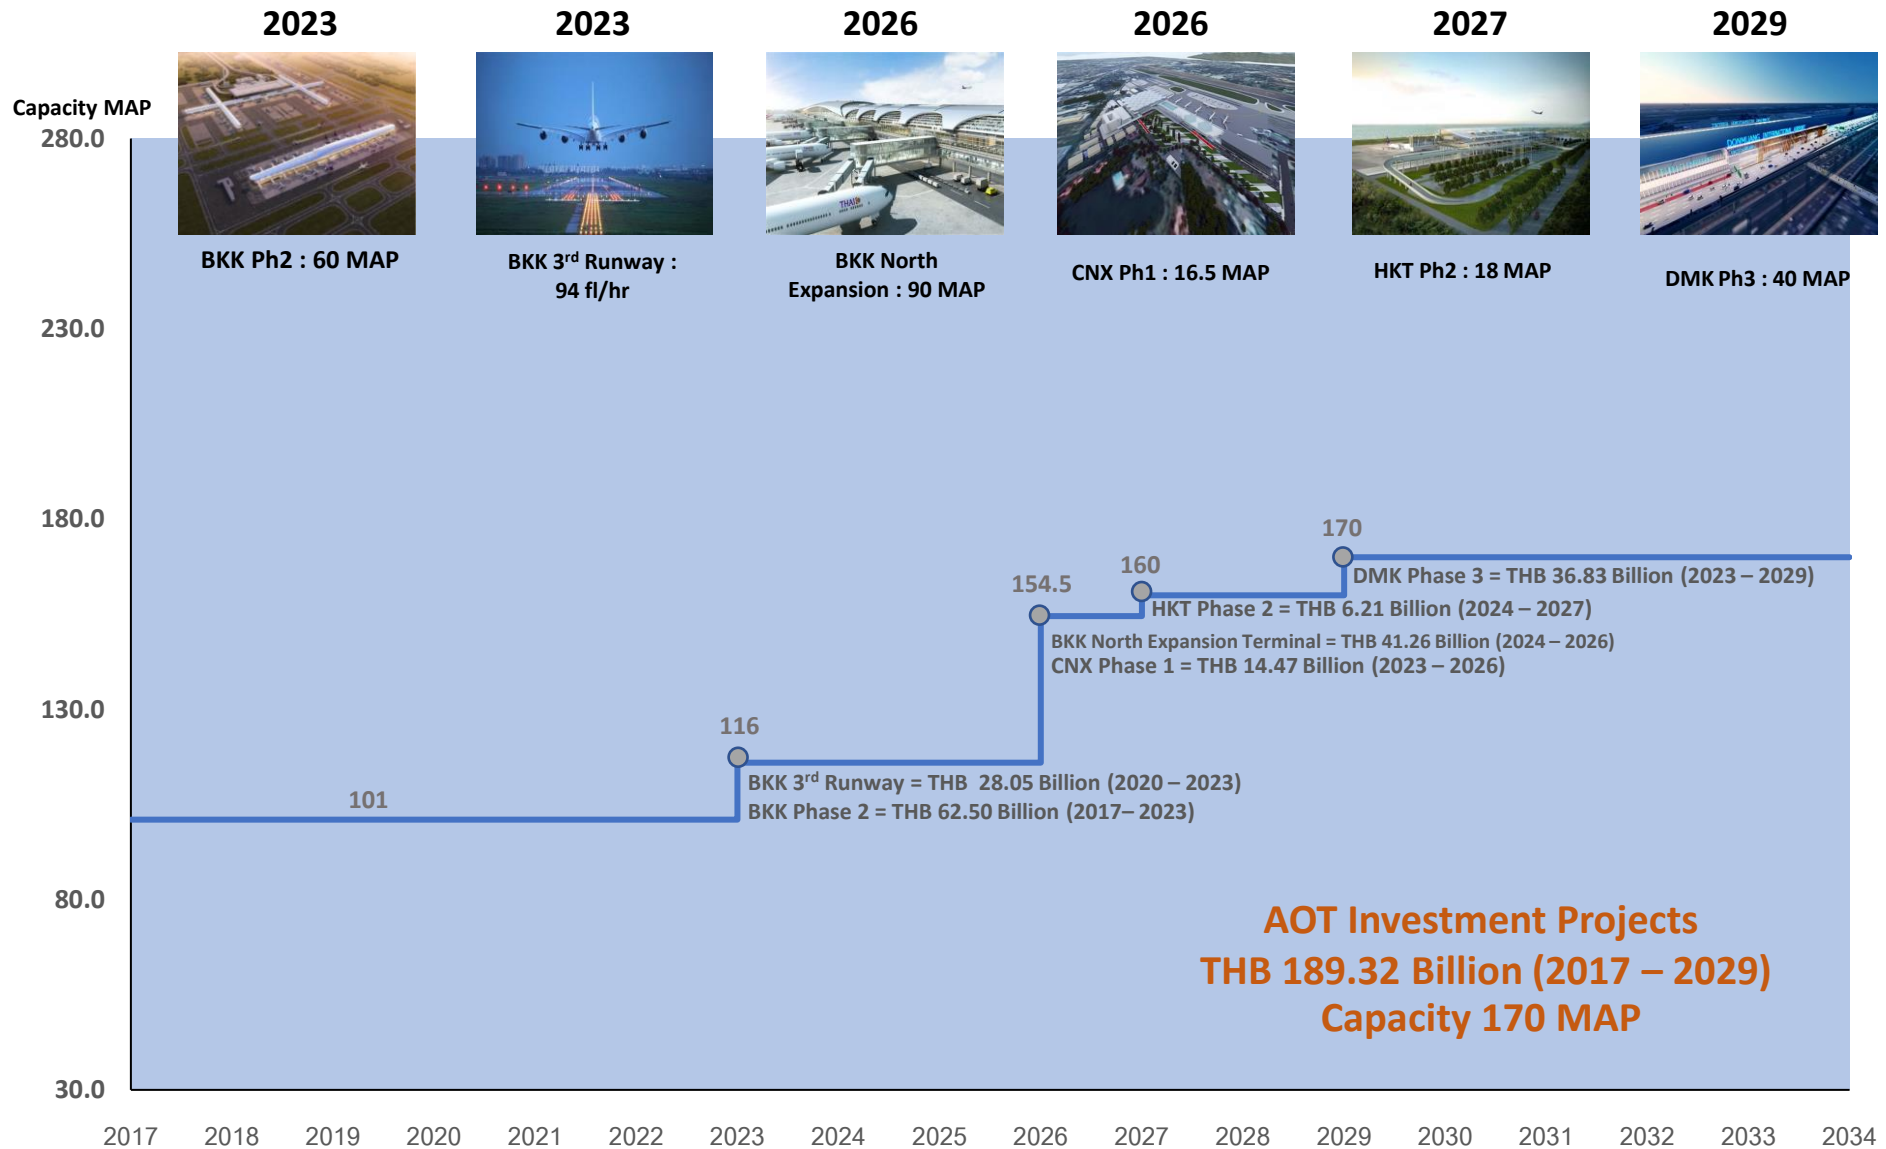 2023
2023
2026
2026
2027
2029
Capacity MAP
THAI
DONMUEANG INTERNATIONAL AIRPORT
BKK Ph2 : 60 MAP
BKK 3rd Runway :
94 fl/hr
BKK North
Expansion : 90 MAP
CNX Ph1 : 16.5 MAP
HKT Ph2 : 18 MAP
DMK Ph3 : 40 MAP
280.0
230.0
180.0
130.0
80.0
30.0
101
116
154.5
160
170
DMK Phase 3 = THB 36.83 Billion (2023 – 2029)
HKT Phase 2 = THB 6.21 Billion (2024 – 2027)
BKK North Expansion Terminal = THB 41.26 Billion (2024 – 2026)
CNX Phase 1 = THB 14.47 Billion (2023 – 2026)
BKK 3rd Runway = THB 28.05 Billion (2020 – 2023)
BKK Phase 2 = THB 62.50 Billion (2017– 2023)
AOT Investment Projects
THB 189.32 Billion (2017 – 2029)
Capacity 170 MAP
2017 2018 2019 2020 2021 2022 2023 2024 2025 2026 2027 2028 2029 2030 2031 2032 2033 2034